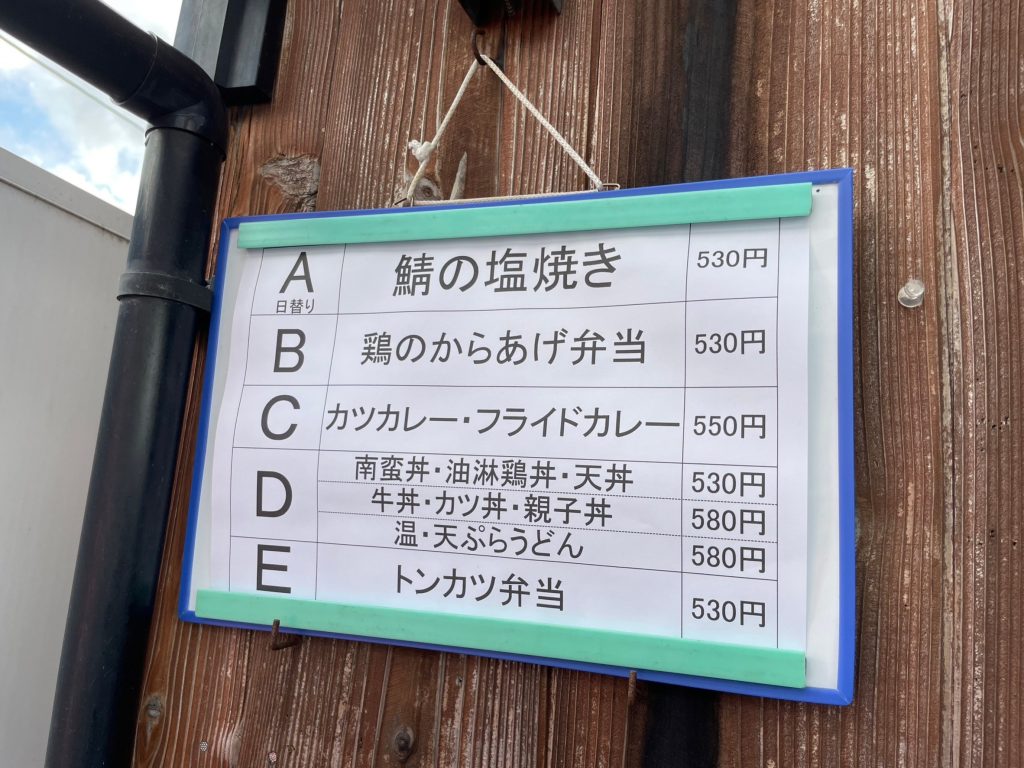 A 鯖の塩焼き 530円
日替り
B 鶏のからあげ弁当 530円
C カツカレー・フライドカレー 550円
D 南蛮丼・油淋鶏丼・天丼 530円
牛丼・カツ丼・親子丼 580円
温・天ぷらうどん 580円
E トンカツ弁当 530円